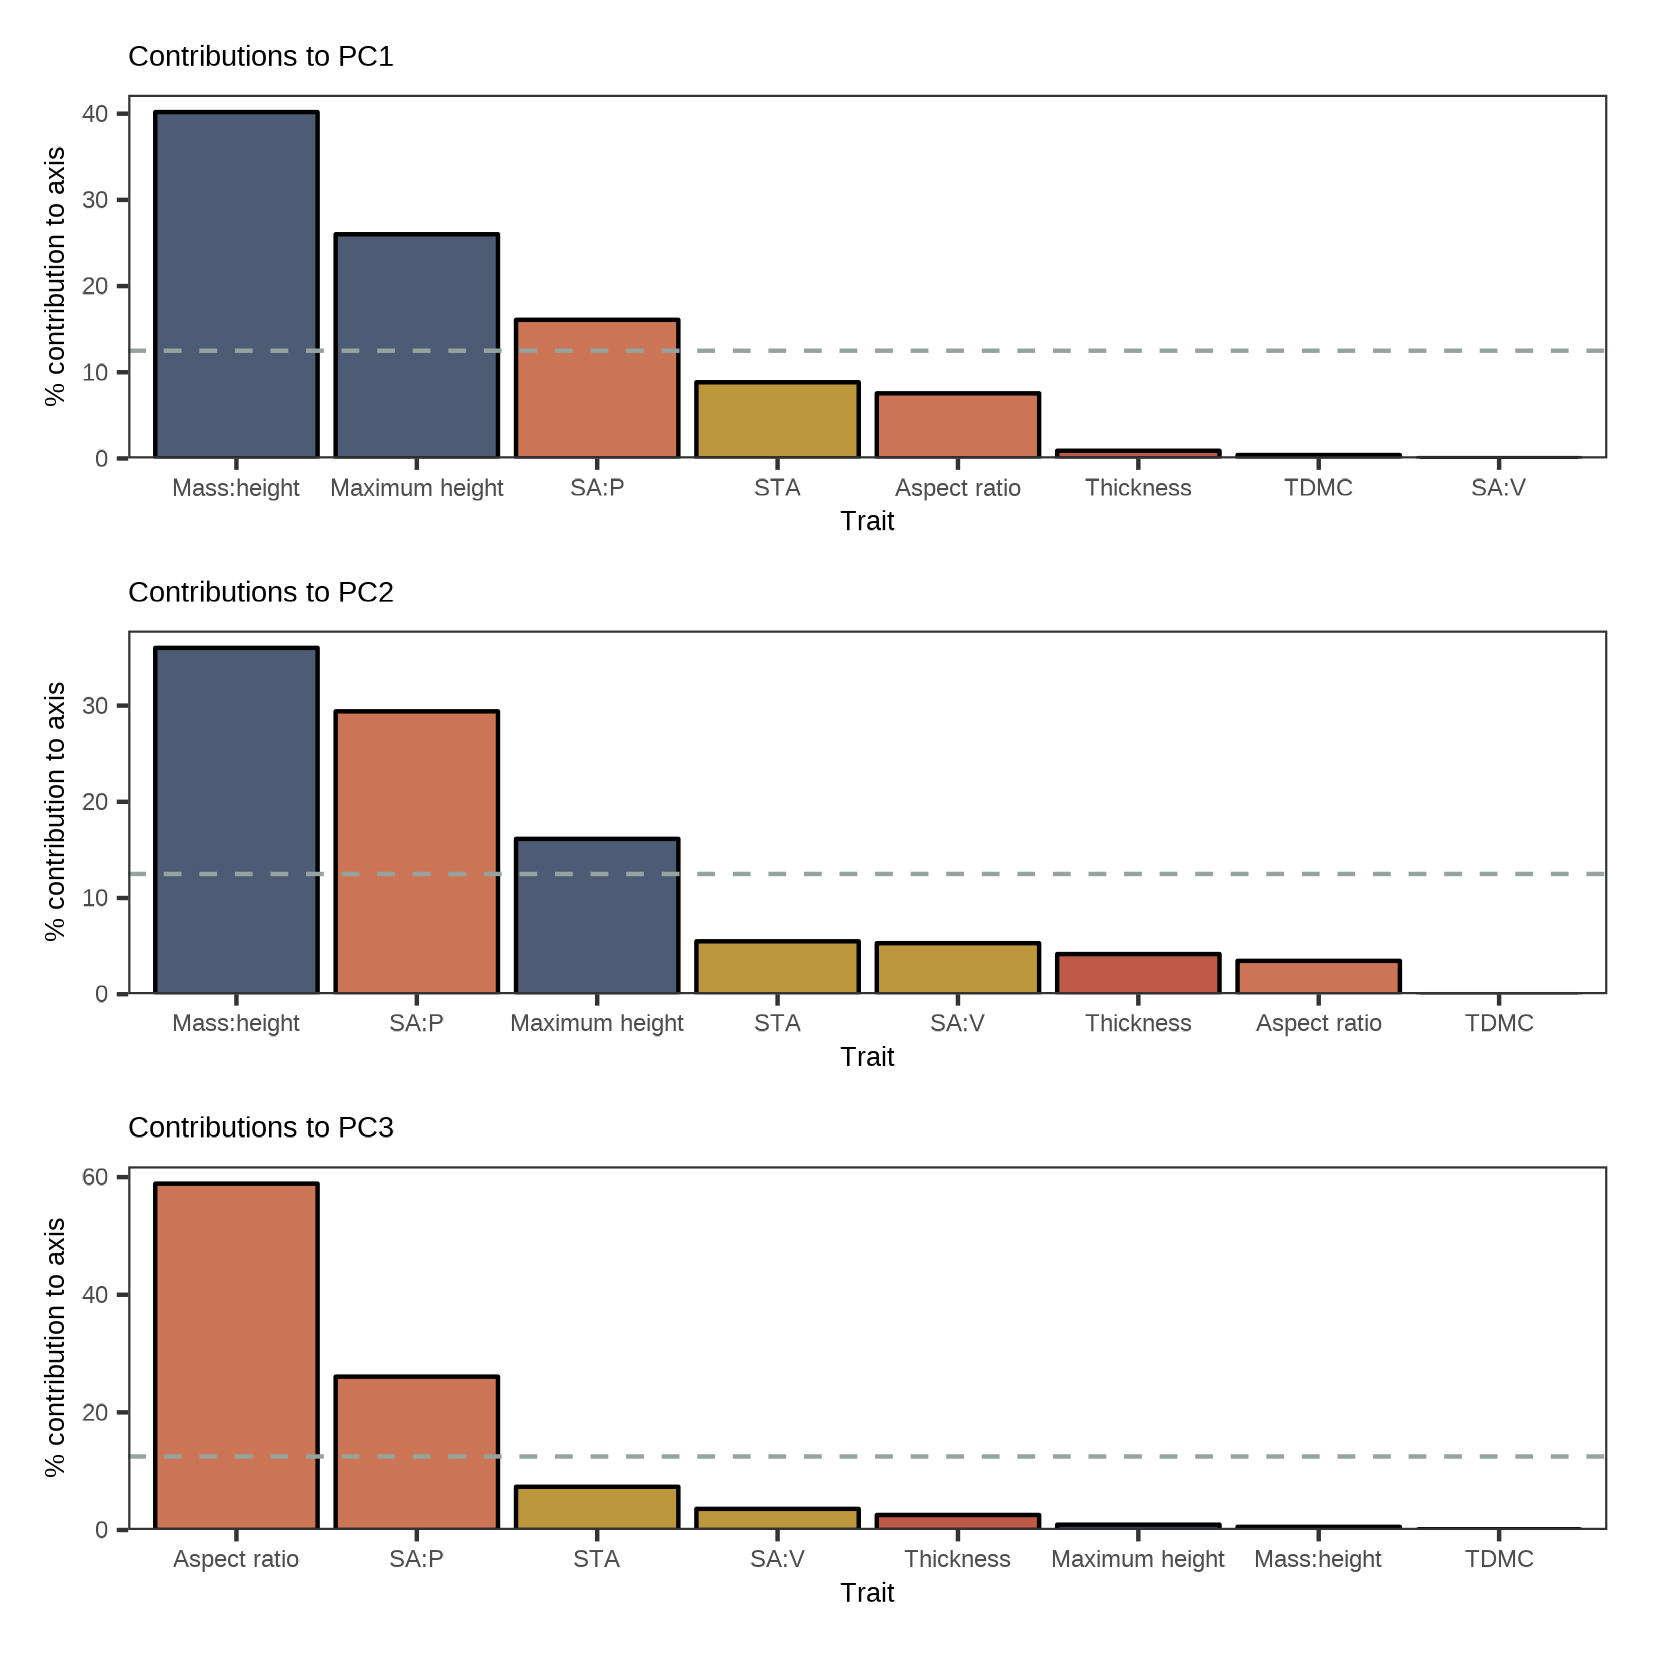 Contributions to PC1
% contribution to axis
40
30
20
10
0
Mass:height Maximum height SA:P STA Aspect ratio Thickness TDMC SA:V
Trait
Contributions to PC2
% contribution to axis
30
20
10
0
Mass:height SA:P Maximum height STA SA:V Thickness Aspect ratio TDMC
Trait
Contributions to PC3
% contribution to axis
60
40
20
0
Aspect ratio SA:P STA SA:V Thickness Maximum height Mass:height TDMC
Trait